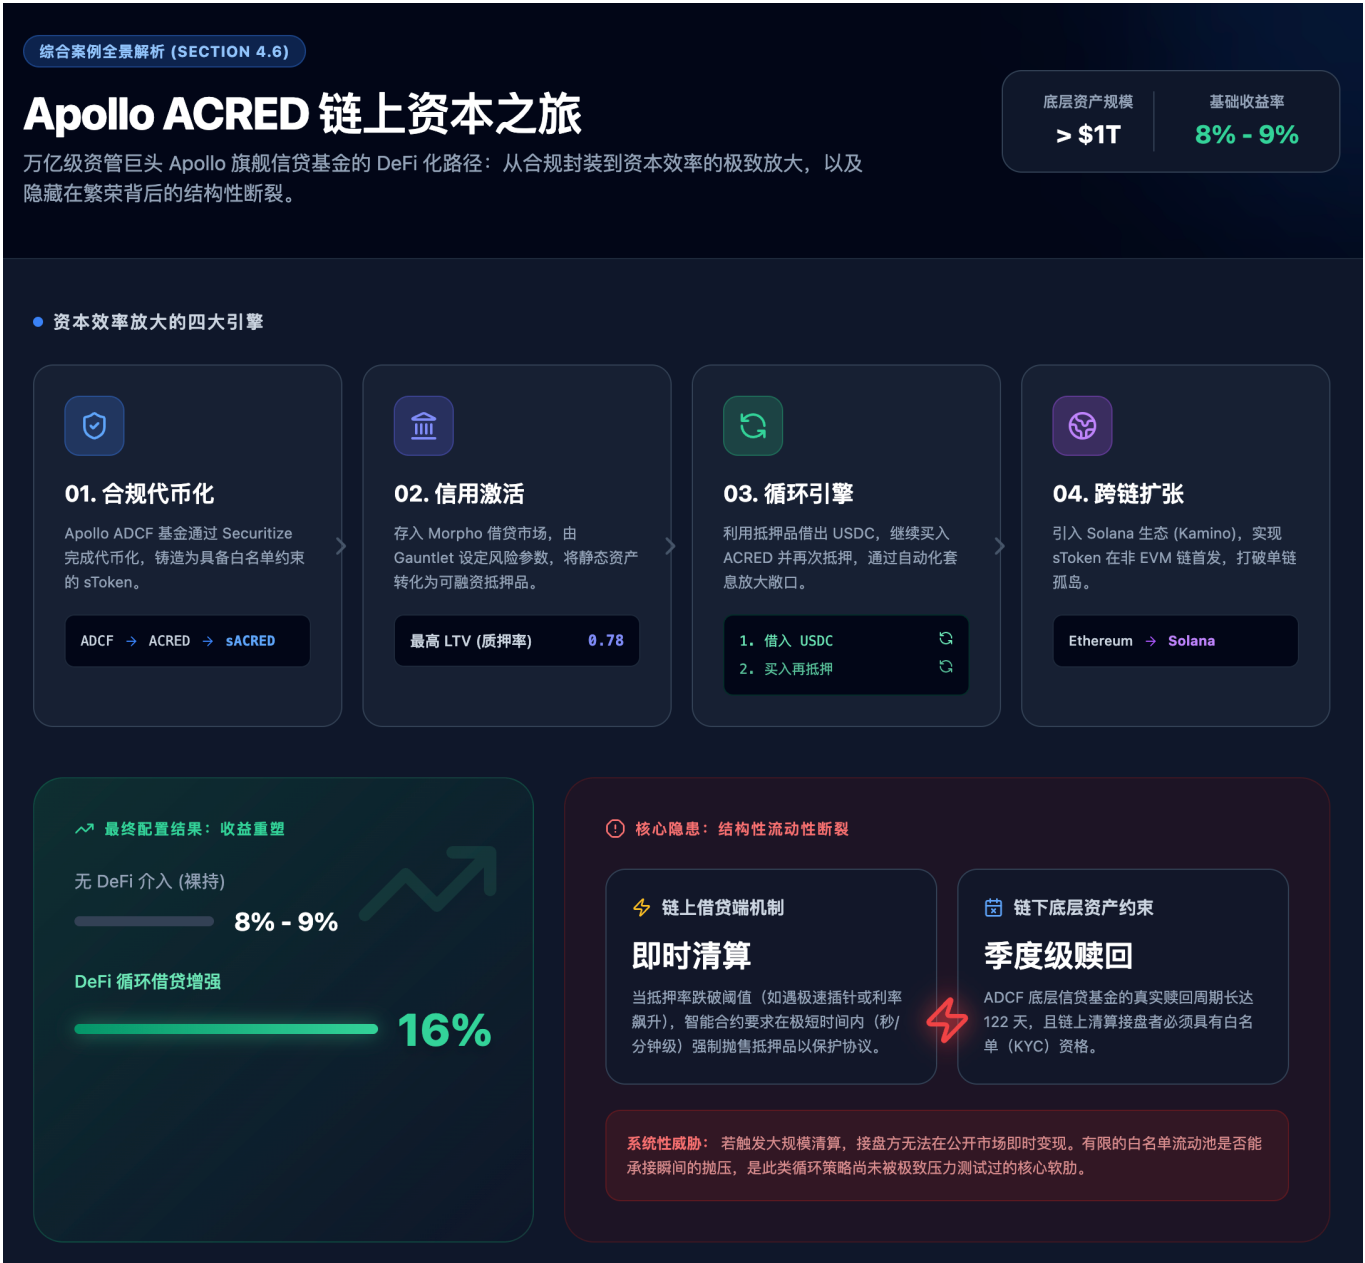 综合案例全景解析 (SECTION 4.6)
Apollo ACRED 链上资本之旅
万亿级资管巨头 Apollo 旗舰信贷基金的 DeFi 化路径：从合规封装到资本效率的极致放大，以及
隐藏在繁荣背后的结构性断裂。
底层资产规模
> $1T
基础收益率
8% - 9%
资本效率放大的四大引擎
01. 合规代币化
Apollo ADCF 基金通过 Securitize
完成代币化，铸造为具备白名单约束
的 sToken。
ADCF → ACRED → sACRED
02. 信用激活
存入 Morpho 借贷市场，由
Gauntlet 设定风险参数，将静态资产
转化为可融资抵押品。
最高 LTV (质押率) 0.78
03. 循环引擎
利用抵押品借出 USDC，继续买入
ACRED 并再次抵押，通过自动化套
息放大敞口。
1. 借入 USDC
2. 买入再抵押
04. 跨链扩张
引入 Solana 生态 (Kamino)，实现
sToken 在非 EVM 链首发，打破单链
孤岛。
Ethereum → Solana
最终配置结果：收益重塑
无 DeFi 介入 (裸持)
8% - 9%
DeFi 循环借贷增强
16%
核心隐患：结构性流动性断裂
链上借贷端机制
即时清算
当抵押率跌破阈值（如遇极速插针或利率
飙升），智能合约要求在极短时间内（秒/
分钟级）强制抛售抵押品以保护协议。
链下底层资产约束
季度级赎回
ADCF 底层信贷基金的真实赎回周期长达
122 天，且链上清算接盘者必须具有白名
单（KYC）资格。
系统性威胁： 若触发大规模清算，接盘方无法在公开市场即时变现。有限的白名单流动池是否能
承接瞬间的抛压，是此类循环策略尚未被极致压力测试过的核心软肋。